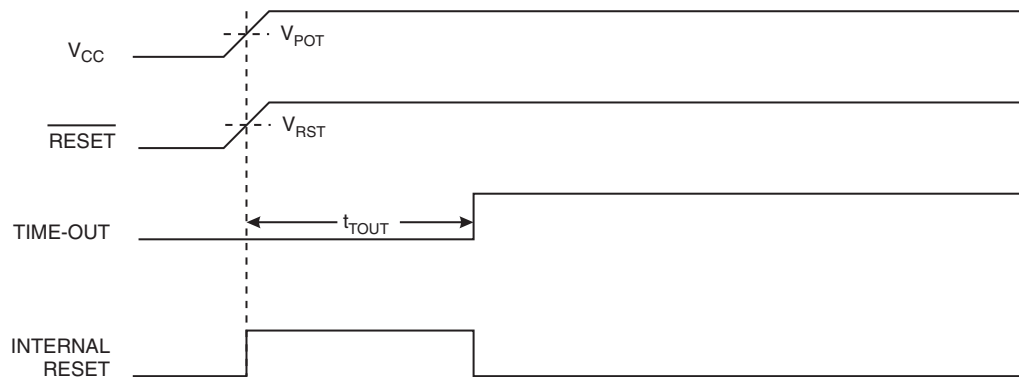 V_CC
V_POT
RESET
V_RST
TIME-OUT
t_TOUT
INTERNAL
RESET